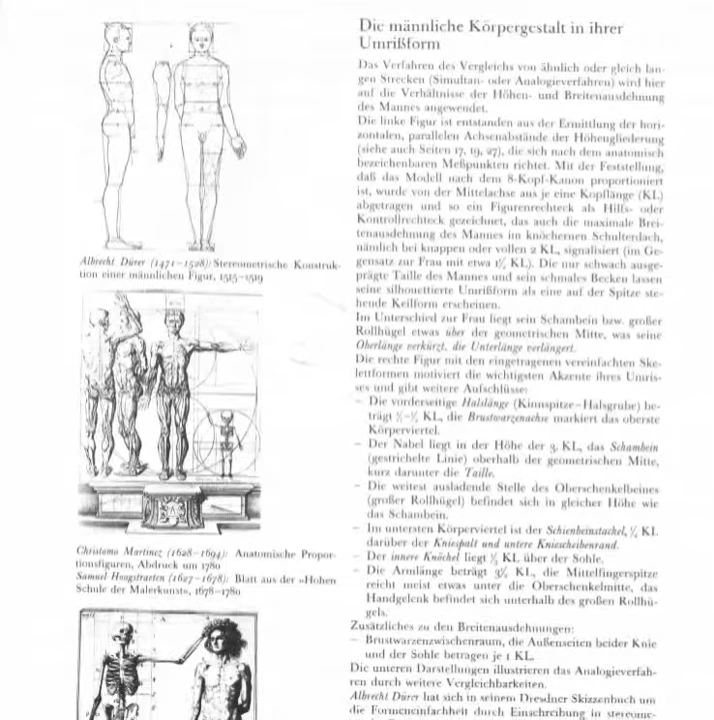 Albrecht Dürer (1471–1528): Stereometrische Konstruk-
tion einer männlichen Figur, 1515–1519
Christomo Martinez (1628–1694): Anatomische Propor-
tionsfiguren, Abdruck um 1780
Samuel Hoogstraeten (1627–1678): Blatt aus der »Hohen
Schule der Malerkunst«, 1678–1780
Die männliche Körpergestalt in ihrer
Umrißform
Das Verfahren des Vergleichs von ähnlich oder gleich lan-
gen Strecken (Simultan- oder Analogieverfahren) wird hier
auf die Verhältnisse der Höhen- und Breitenausdehnung
des Mannes angewendet.
Die linke Figur ist entstanden aus der Ermittlung der hori-
zontalen, parallelen Achsenabstände der Höhengliederung
(siehe auch Seiten 17, 19, 27), die sich nach dem anatomisch
bezeichenbaren Meßpunkten richtet. Mit der Feststellung,
daß das Modell nach dem 8-Kopf-Kanon proportioniert
ist, wurde von der Mittelachse aus je eine Kopflänge (KL)
abgetragen und so ein Figurenrechteck als Hilfs- oder
Kontrollrechteck gezeichnet, das auch die maximale Brei-
tenausdehnung des Mannes im knöchernen Schulterdach,
nämlich bei knappen oder vollen 2 KL, signalisiert (im Ge-
gensatz zur Frau mit etwa 1½ KL). Die nur schwach ausge-
prägte Taille des Mannes und sein schmales Becken lassen
seine silhouettierte Umrißform als eine auf der Spitze ste-
hende Keilform erscheinen.
Im Unterschied zur Frau liegt sein Schambein bzw. großer
Rollhügel etwas über der geometrischen Mitte, was seine
Oberlänge verkürzt, die Unterlänge verlängert.
Die rechte Figur mit den eingetragenen vereinfachten Ske-
lettformen motiviert die wichtigsten Akzente ihres Umris-
ses und gibt weitere Aufschlüsse:
– Die vorderseitige Halslänge (Kinnspitze–Halsgrube) be-
trägt KL, die Brustwarzenachse markiert das oberste
Körperviertel.
– Der Nabel liegt in der Höhe der 3. KL, das Schambein
(gestrichelte Linie) oberhalb der geometrischen Mitte,
kurz darunter die Taille.
– Die weitest ausladende Stelle des Oberschenkelbeines
(großer Rollhügel) befindet sich in gleicher Höhe wie
das Schambein.
– Im untersten Körperviertel ist der Schienbeinstachel, KL
darüber der Kniespalt und untere Kniescheibenrand.
– Der innere Knöchel liegt KL über der Sohle.
– Die Armlänge beträgt KL, die Mittelfingerspitze
reicht meist etwas unter die Oberschenkelmitte, das
Handgelenk befindet sich unterhalb des großen Rollhü-
gels.
Zusätzliches zu den Breitenausdehnungen:
– Brustwarzenzwischenraum, die Außenseiten beider Knie
und der Sohle betragen je 1 KL.
Die unteren Darstellungen illustrieren das Analogieverfah-
ren durch weitere Vergleichbarkeiten.
Albrecht Dürer hat sich in seinem Dresdner Skizzenbuch um
die Formeneinfachheit durch Einschreibung in stereome-